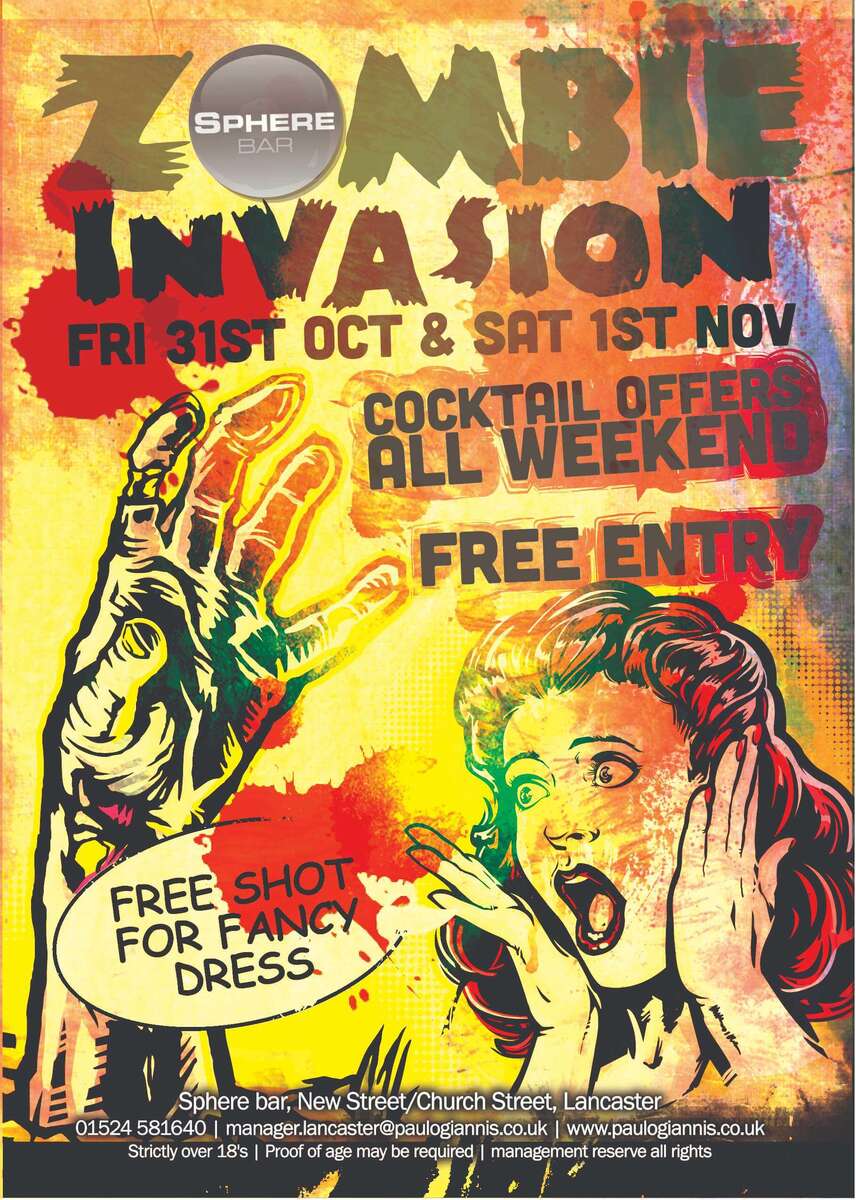 ZOMBIE
SPHERE
BAR
INVASION
FRI 31ST OCT & SAT 1ST NOV
COCKTAIL OFFERS
ALL WEEKEND
FREE ENTRY
FREE SHOT
FOR FANCY
DRESS
Sphere bar, New Street/Church Street, Lancaster
01524 581640 | manager.lancaster@paulogiannis.co.uk | www.paulogiannis.co.uk
Strictly over 18's | Proof of age may be required | management reserve all rights